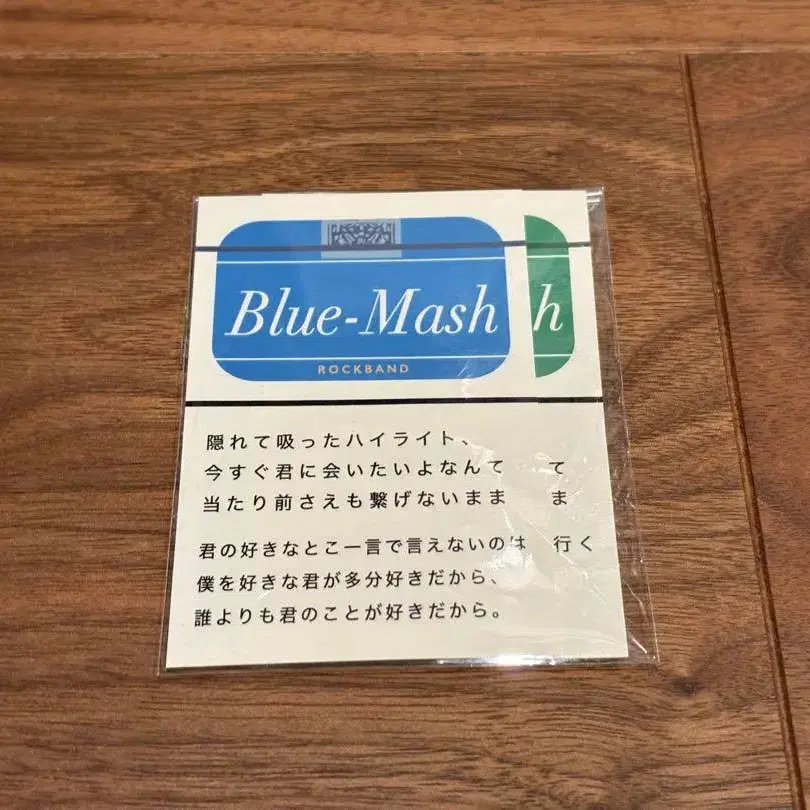 Blue-Mash
h
ROCKBAND
隠れて吸ったハイライト、
今すぐ君に会いたいよなんて
て
当たり前さえも繋げないまま
ま
君の好きなとこ一言で言えないのは
行く
僕を好きな君が多分好きだから、
誰よりも君のことが好きだから。